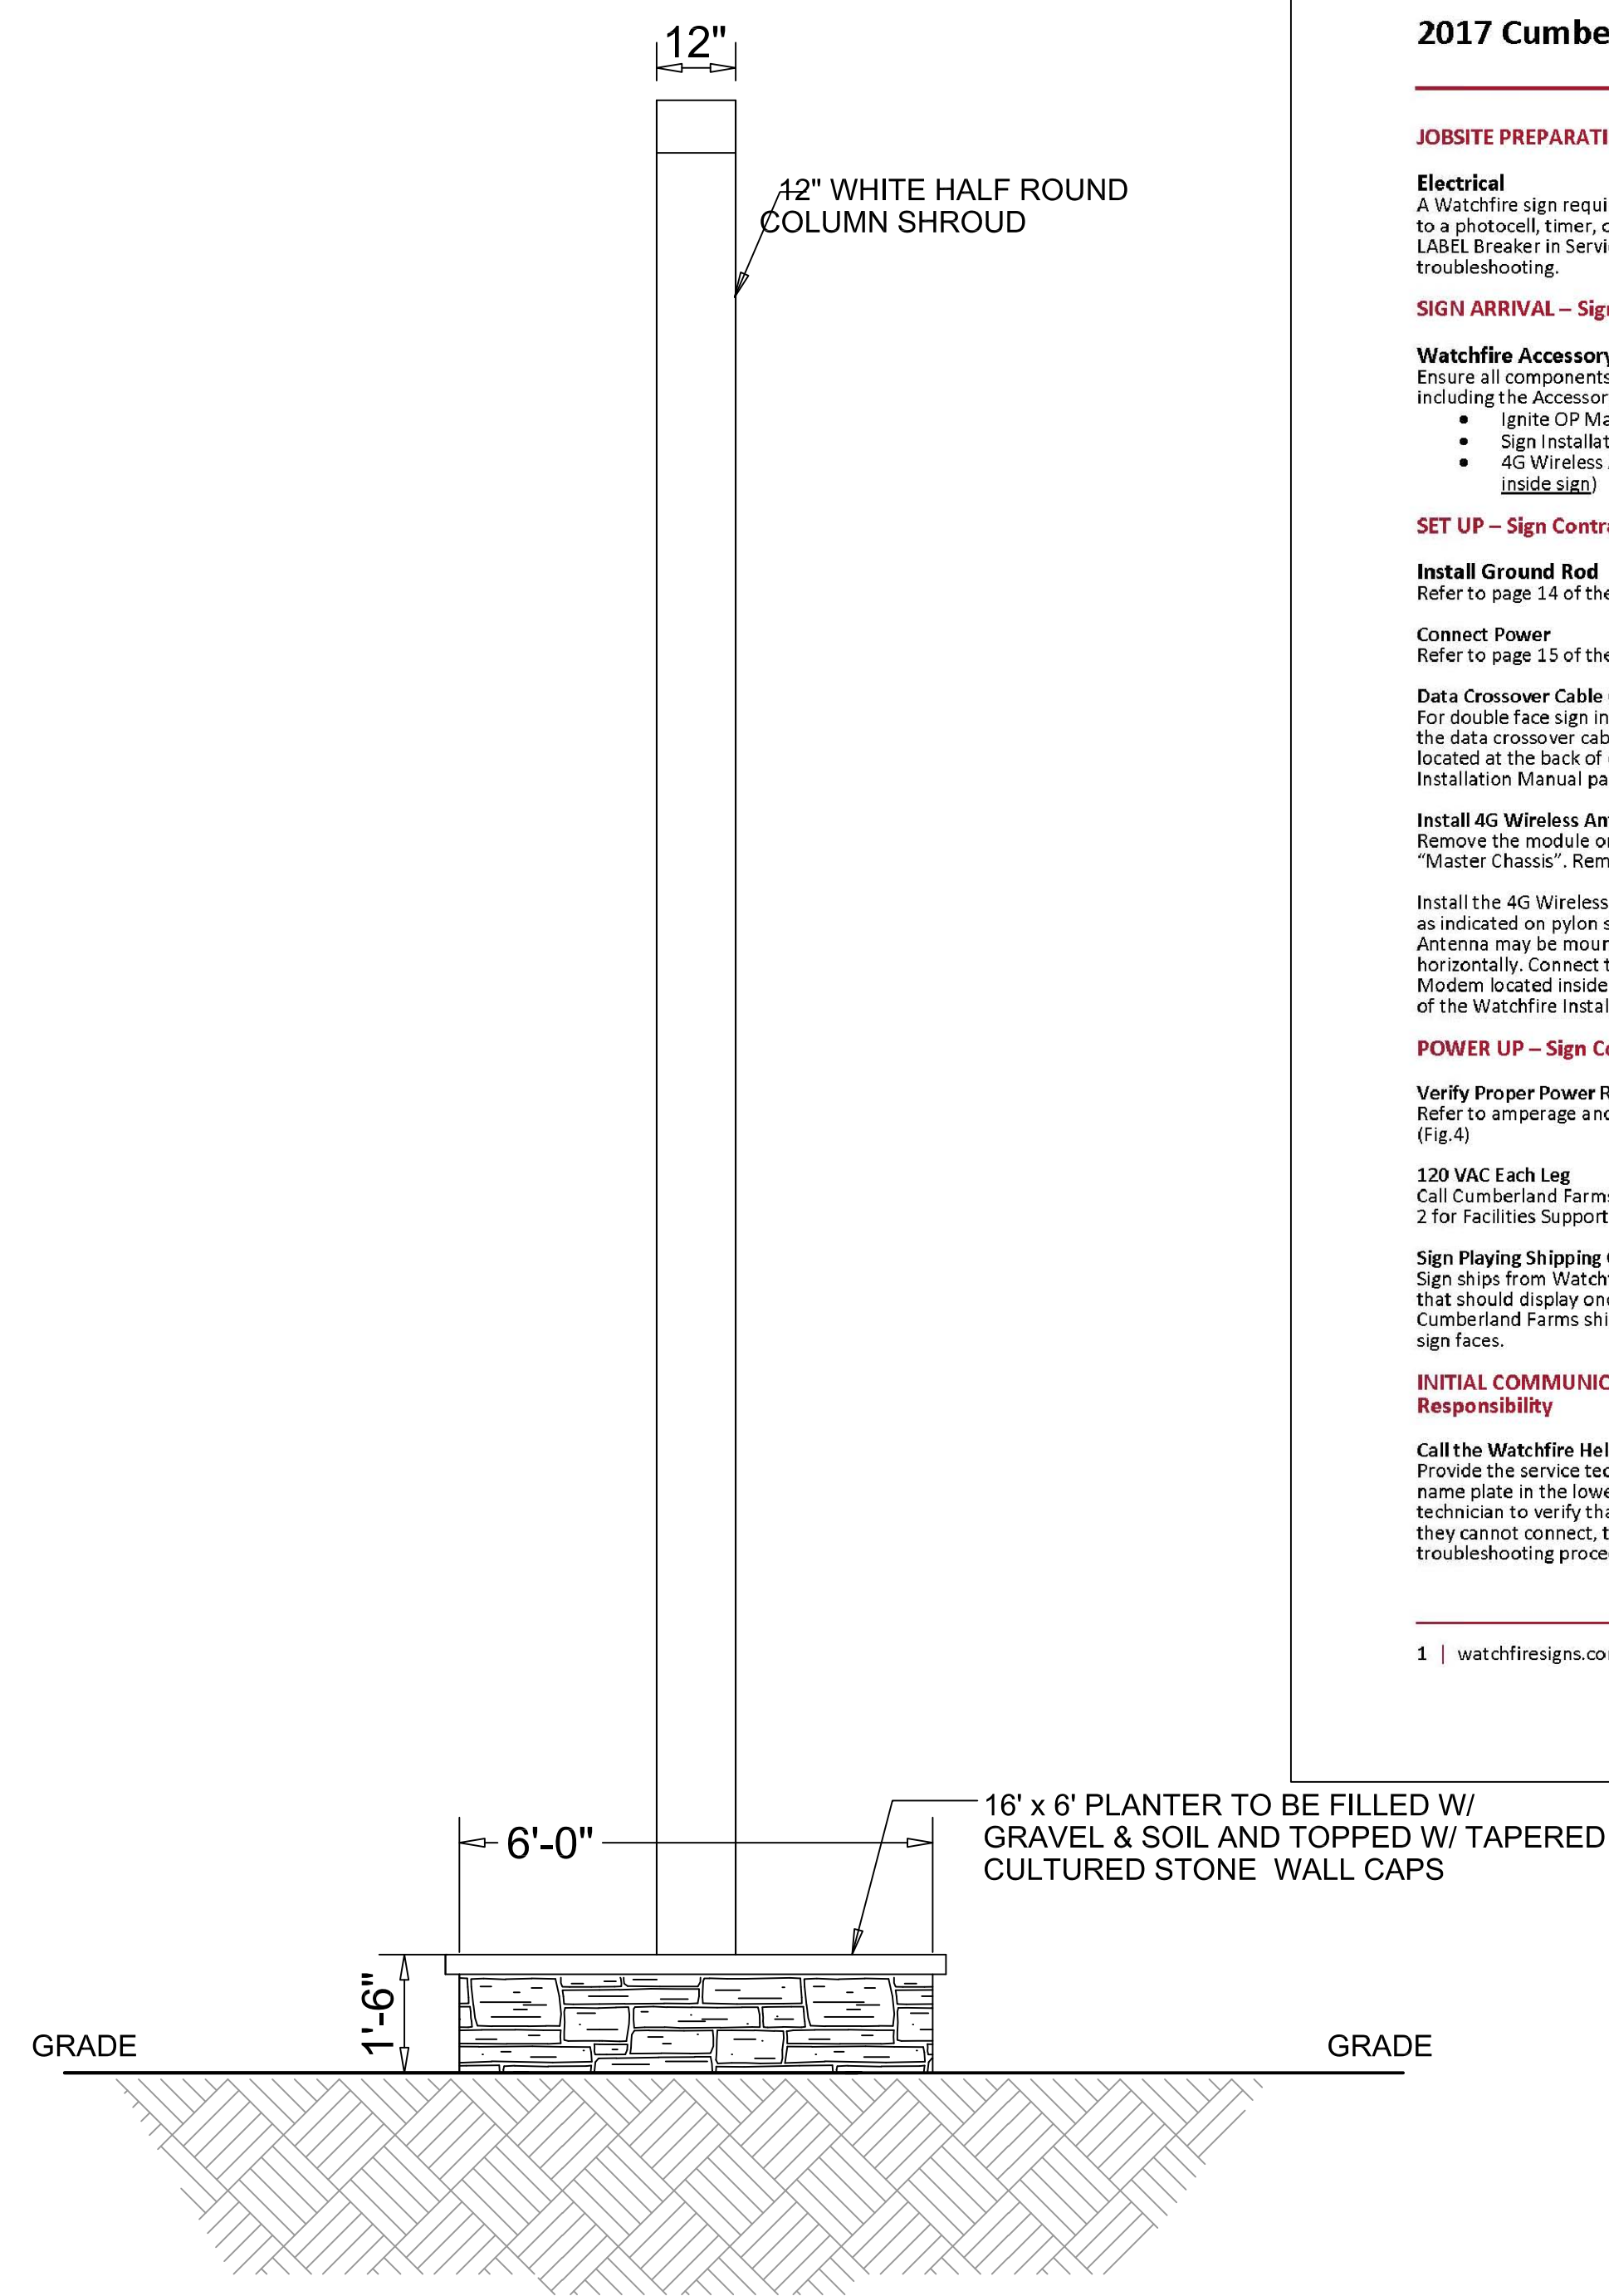 12"
12" WHITE HALF ROUND
COLUMN SHROUD
16' x 6' PLANTER TO BE FILLED W/
GRAVEL & SOIL AND TOPPED W/ TAPERED
CULTURED STONE WALL CAPS
6'-0"
1'-6"
GRADE
GRADE
2017 Cumbe
JOBSITE PREPARATI
Electrical
A Watchfire sign requi
to a photocell, timer, o
LABEL Breaker in Servi
troubleshooting.
SIGN ARRIVAL – Sign
Watchfire Accessory
Ensure all components
including the Accessor
• Ignite OP Ma
• Sign Installat
• 4G Wireless
inside sign)
SET UP – Sign Contra
Install Ground Rod
Refer to page 14 of the
Connect Power
Refer to page 15 of the
Data Crossover Cable
For double face sign in
the data crossover cab
located at the back of
Installation Manual pa
Install 4G Wireless An
Remove the module or
“Master Chassis”. Rem
Install the 4G Wireless
as indicated on pylon s
Antenna may be moun
horizontally. Connect t
Modem located inside
of the Watchfire Instal
POWER UP – Sign Co
Verify Proper Power R
Refer to amperage and
(Fig.4)
120 VAC Each Leg
Call Cumberland Farms
2 for Facilities Support
Sign Playing Shipping
Sign ships from Watchf
that should display onc
Cumberland Farms shi
sign faces.
INITIAL COMMUNIC
Responsibility
Call the Watchfire Hel
Provide the service tec
name plate in the lowe
technician to verify tha
they cannot connect, t
troubleshooting proce
1 | watchfiresigns.co